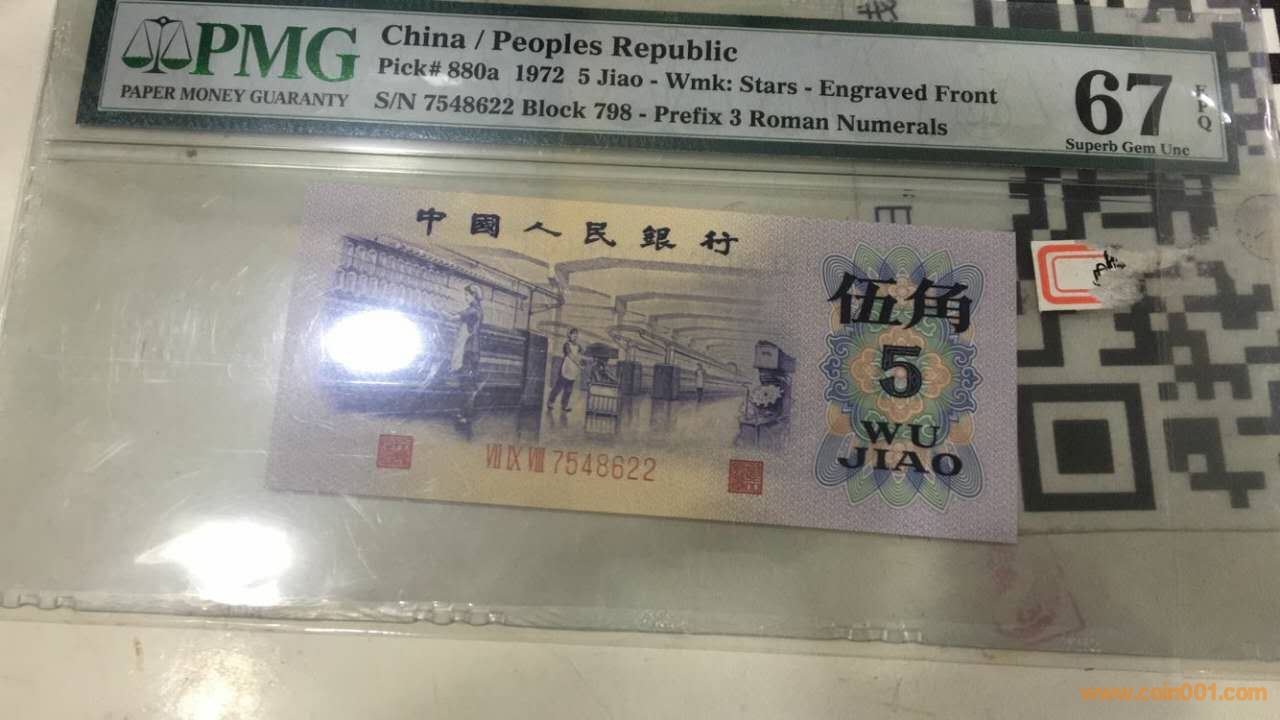 PMG
PAPER MONEY GUARANTY
China / Peoples Republic
Pick# 880a 1972 5 Jiao - Wmk: Stars - Engraved Front
S/N 7548622 Block 798 - Prefix 3 Roman Numerals
67
EPQ
Superb Gem Unc
中國人民銀行
伍角
5
WU
JIAO
VII IX VIII 7548622
www.coin001.com